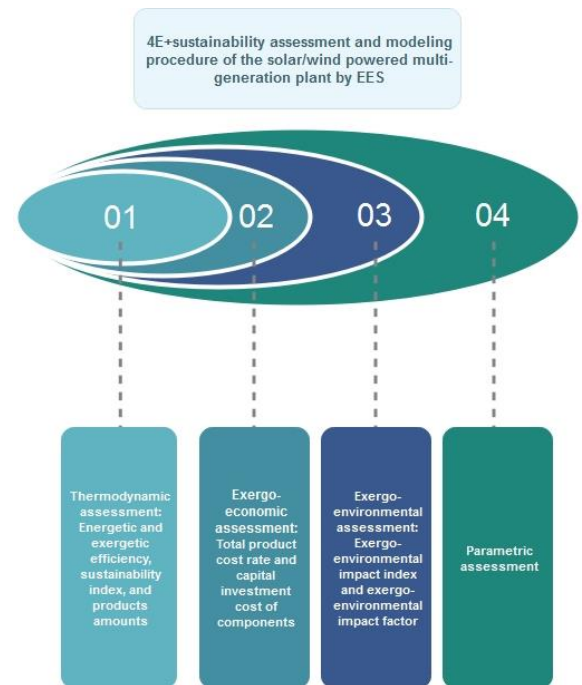 4E+sustainability assessment and modeling
procedure of the solar/wind powered multi-
generation plant by EES
01
02
03
04
Thermodynamic
assessment:
Energetic and
exergetic
efficiency,
sustainability
index, and
products
amounts
Exergo-
economic
assessment:
Total product
cost rate and
capital
investment
cost of
components
Exergo-
environmental
assessment:
Exergo-
environmental
impact index
and exergo-
environmental
impact factor
Parametric
assessment